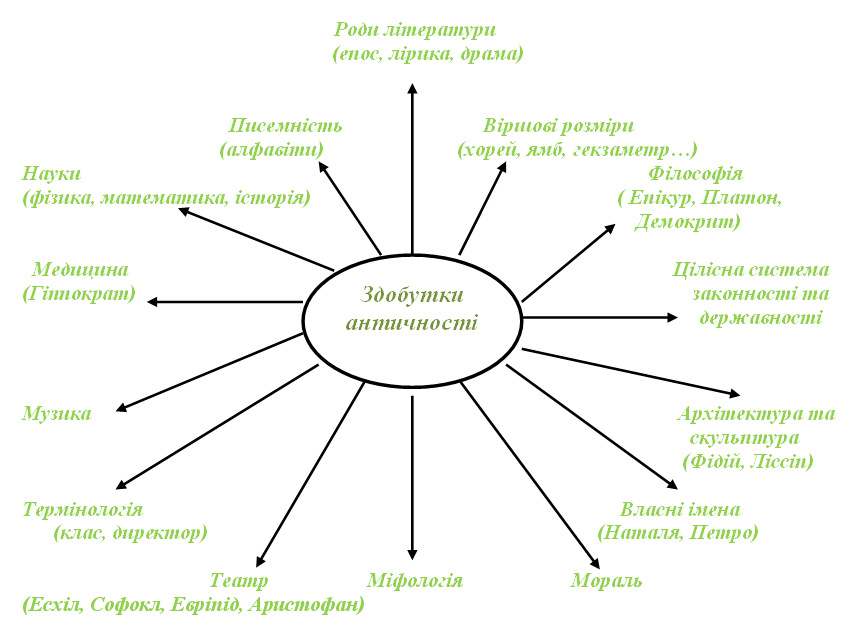 Роди літератури
(епос, лірика, драма)
Писемність
(алфавіти)
Віршові розміри
(хорей, ямб, гекзаметр…)
Науки
(фізика, математика, історія)
Філософія
( Епікур, Платон,
Демокрит)
Медицина
(Гіппократ)
Здобутки
античності
Цілісна система
законності та
державності
Музика
Архітектура та
скульптура
(Фідій, Ліссіп)
Термінологія
(клас, директор)
Власні імена
(Наталя, Петро)
Театр
(Есхіл, Софокл, Евріпід, Аристофан)
Міфологія
Мораль